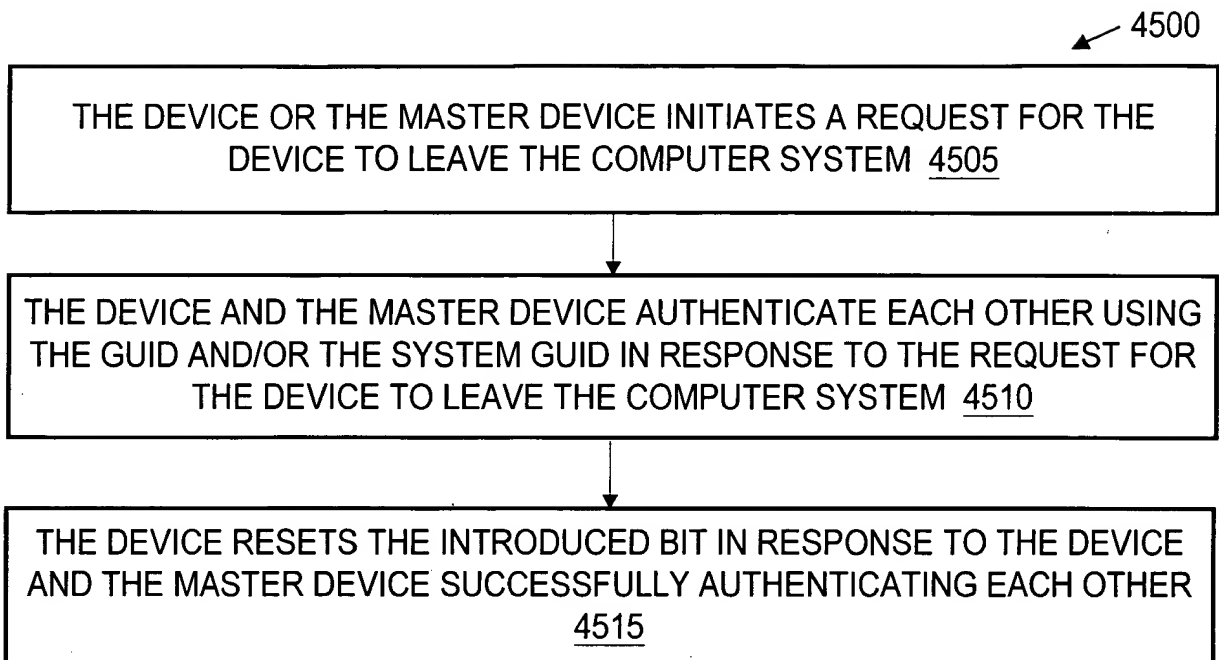 4500
THE DEVICE OR THE MASTER DEVICE INITIATES A REQUEST FOR THE
DEVICE TO LEAVE THE COMPUTER SYSTEM 4505
THE DEVICE AND THE MASTER DEVICE AUTHENTICATE EACH OTHER USING
THE GUID AND/OR THE SYSTEM GUID IN RESPONSE TO THE REQUEST FOR
THE DEVICE TO LEAVE THE COMPUTER SYSTEM 4510
THE DEVICE RESETS THE INTRODUCED BIT IN RESPONSE TO THE DEVICE
AND THE MASTER DEVICE SUCCESSFULLY AUTHENTICATING EACH OTHER
4515